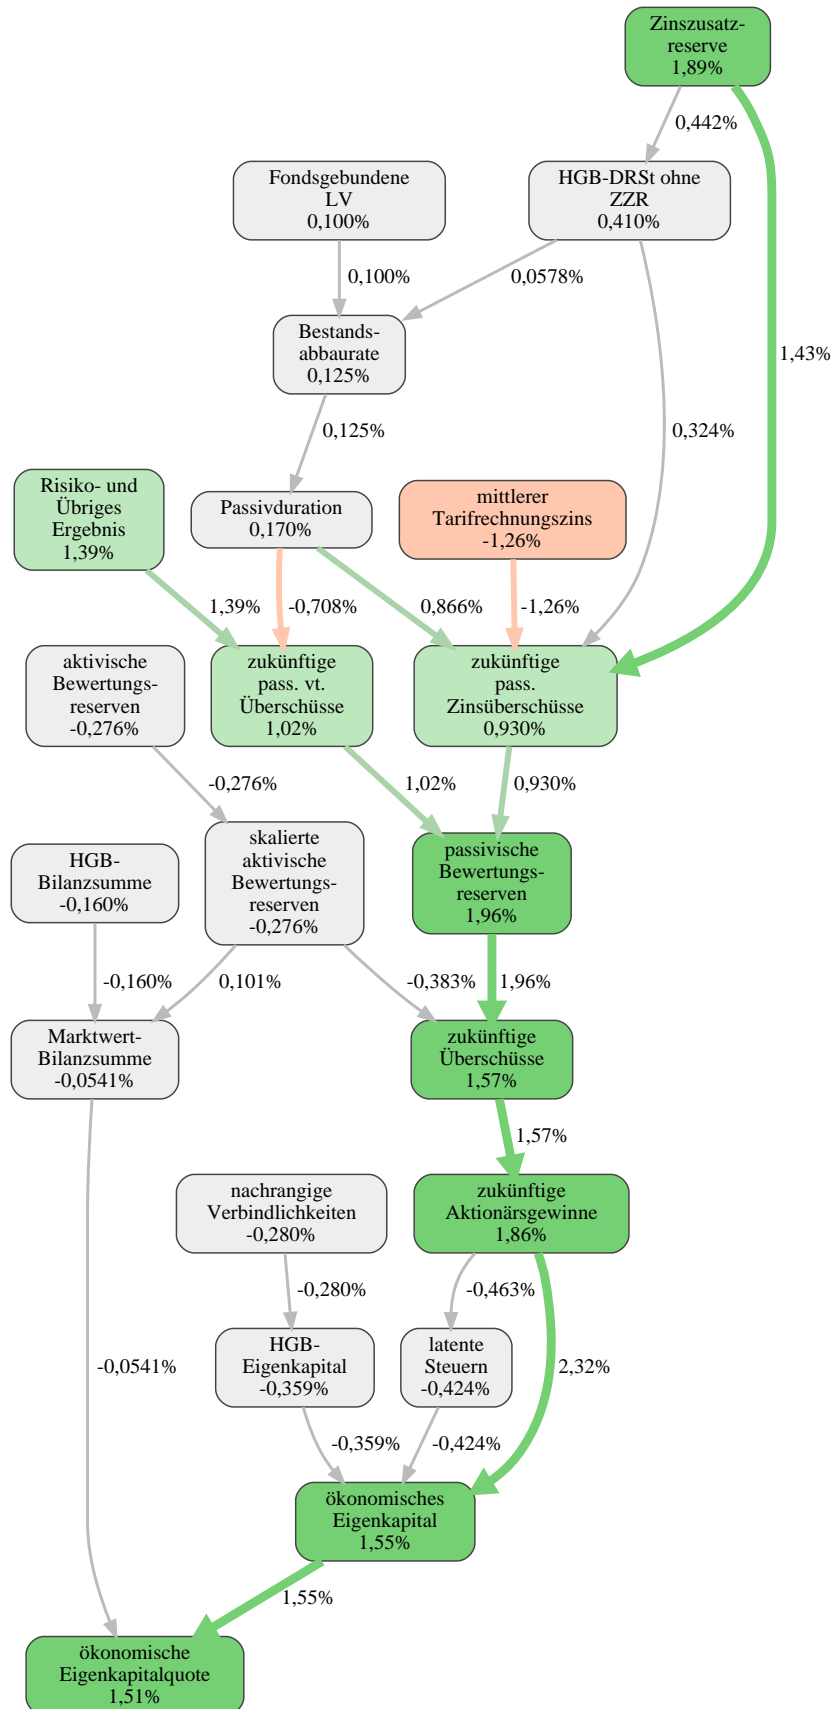 Zinszusatz-
reserve
1,89%
0,442%
Fondsgebundene
LV
0,100%
HGB-DRSt ohne
ZZR
0,410%
0,100%
0,0578%
Bestands-
abbaurate
0,125%
1,43%
0,125%
0,324%
Risiko- und
Übriges
Ergebnis
1,39%
Passivduration
0,170%
mittlerer
Tarifrechnungszins
-1,26%
1,39%
-0,708%
0,866%
-1,26%
aktivische
Bewertungs-
reserven
-0,276%
zukünftige
pass. vt.
Überschüsse
1,02%
zukünftige
pass.
Zinsüberschüsse
0,930%
-0,276%
1,02%
0,930%
HGB-
Bilanzsumme
-0,160%
skalierte
aktivische
Bewertungs-
reserven
-0,276%
passivische
Bewertungs-
reserven
1,96%
-0,160%
0,101%
-0,383%
1,96%
Marktwert-
Bilanzsumme
-0,0541%
zukünftige
Überschüsse
1,57%
1,57%
nachrangige
Verbindlichkeiten
-0,280%
zukünftige
Aktionärsgewinne
1,86%
-0,280%
-0,463%
-0,0541%
HGB-
Eigenkapital
-0,359%
latente
Steuern
-0,424%
2,32%
-0,359%
-0,424%
ökonomisches
Eigenkapital
1,55%
1,55%
ökonomische
Eigenkapitalquote
1,51%